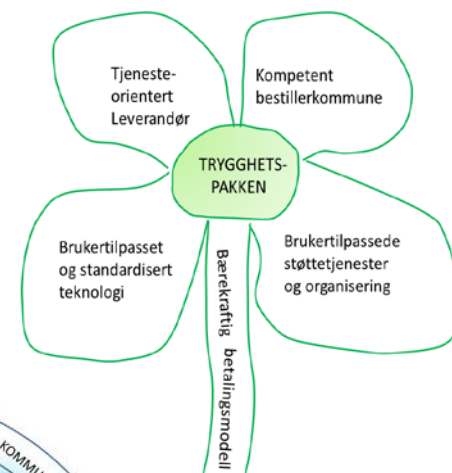 Tjeneste-
orientert
Leverandør
Kompetent
bestillerkommune
TRYGGHETS-
PAKKEN
Brukertilpasset
og standardisert
teknologi
Brukertilpassede
støttetjenester
og organisering
Bærekraftig betalingsmodell